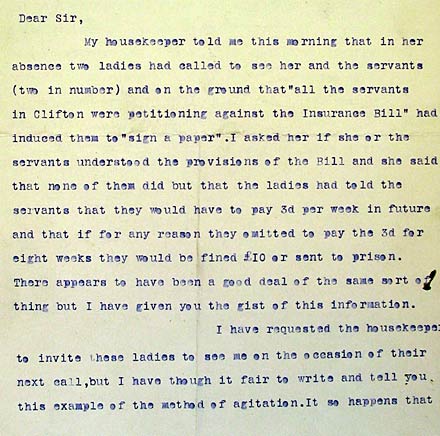 Dear Sir,
My housekeeper told me this morning that in her
absence two ladies had called to see her and the servants
(two in number) and on the ground that"all the servants
in Clifton were petitioning against the Insurance Bill" had
induced them to"sign a paper".I asked her if she or the
servants understood the provisions of the Bill and she said
that none of them did but that the ladies had told the
servants that they would have to pay 3d per week in future
and that if for any reason they omitted to pay the 3d for
eight weeks they would be fined £10 or sent to prison.
There appears to have been a good deal of the same sort of
thing but I have given you the gist of this information.
I have requested the housekeeper
to invite these ladies to see me on the occasion of their
next call,but I have though it fair to write and tell you
this example of the method of agitation.It so happens that